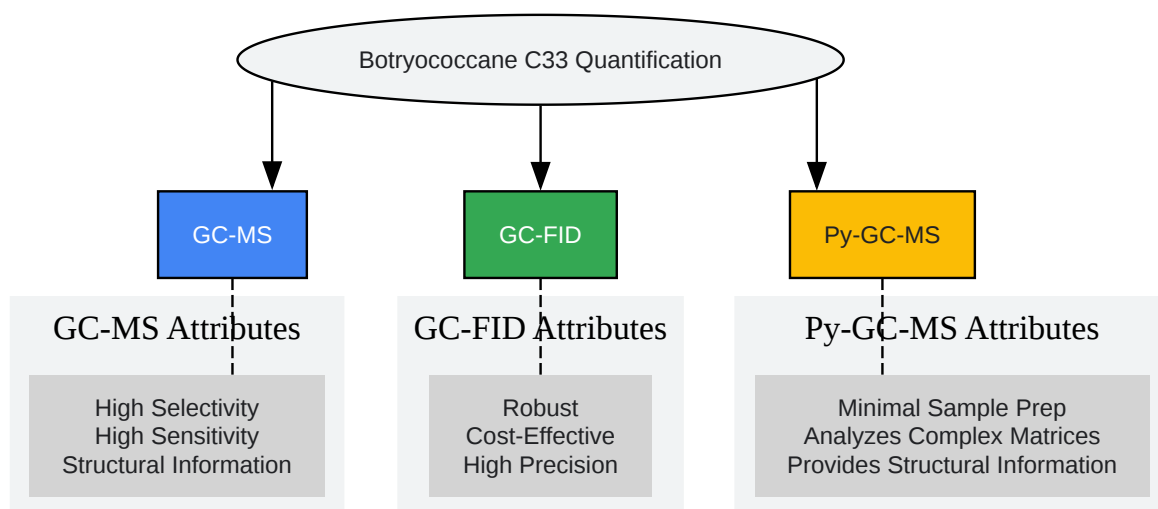 Botryococcane C33 Quantification
GC-MS
GC-FID
Py-GC-MS
GC-MS Attributes
GC-FID Attributes
Py-GC-MS Attributes
High Selectivity
High Sensitivity
Structural Information
Robust
Cost-Effective
High Precision
Minimal Sample Prep
Analyzes Complex Matrices
Provides Structural Information